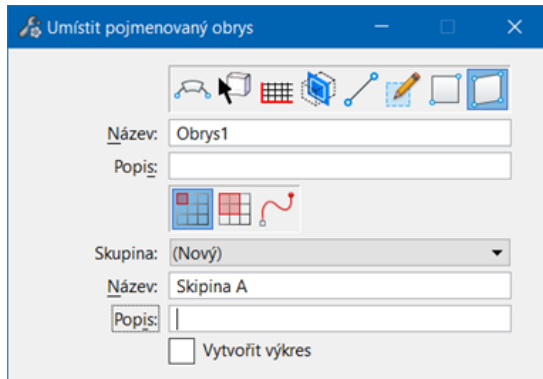 Umístit pojmenovaný obrys
Název: Obrys1
Popis:
Skupina: (Nový)
Název: Skipina A
Popis:
Vytvořit výkres